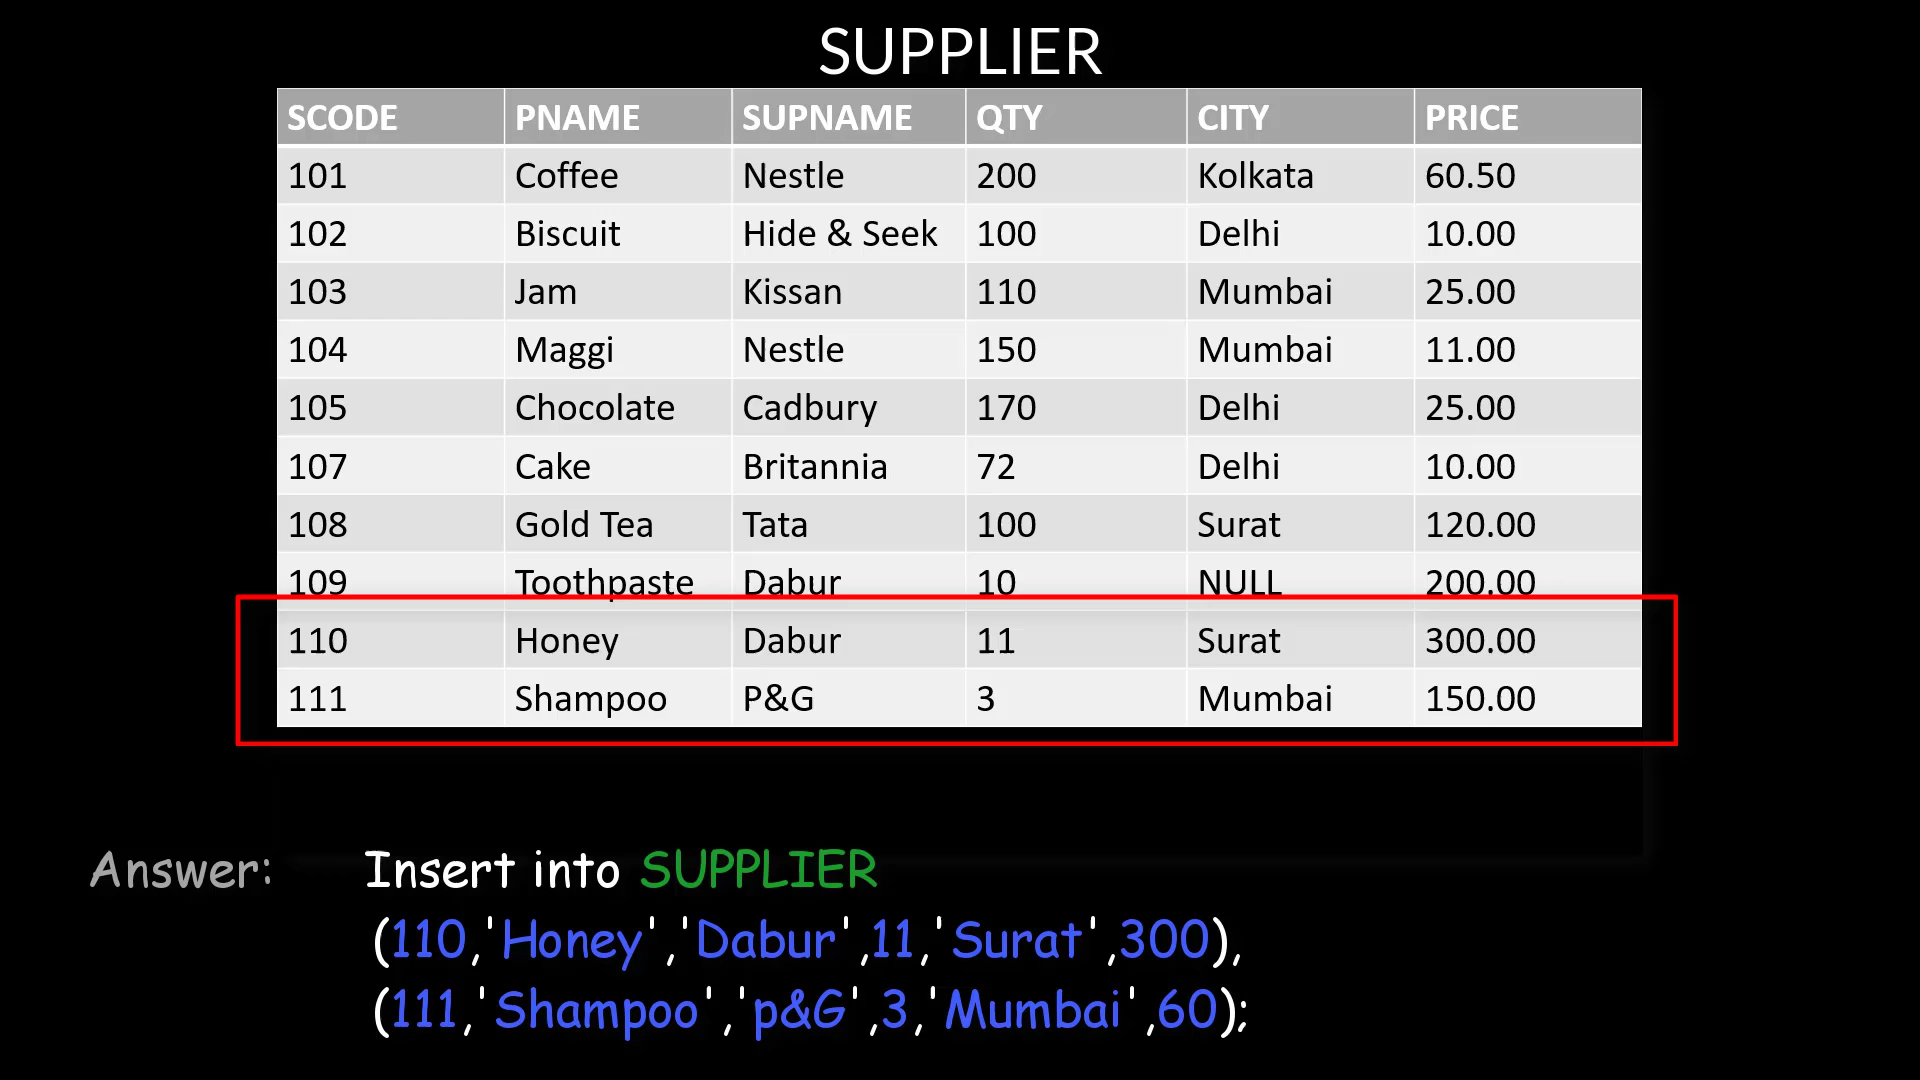 SUPPLIER
SCODE PNAME SUPNAME QTY CITY PRICE
101 Coffee Nestle 200 Kolkata 60.50
102 Biscuit Hide & Seek 100 Delhi 10.00
103 Jam Kissan 110 Mumbai 25.00
104 Maggi Nestle 150 Mumbai 11.00
105 Chocolate Cadbury 170 Delhi 25.00
107 Cake Britannia 72 Delhi 10.00
108 Gold Tea Tata 100 Surat 120.00
109 Toothpaste Dabur 10 NULL 200.00
110 Honey Dabur 11 Surat 300.00
111 Shampoo P&G 3 Mumbai 150.00
Answer: Insert into SUPPLIER
(110,'Honey','Dabur',11,'Surat',300),
(111,'Shampoo','p&G',3,'Mumbai',60);